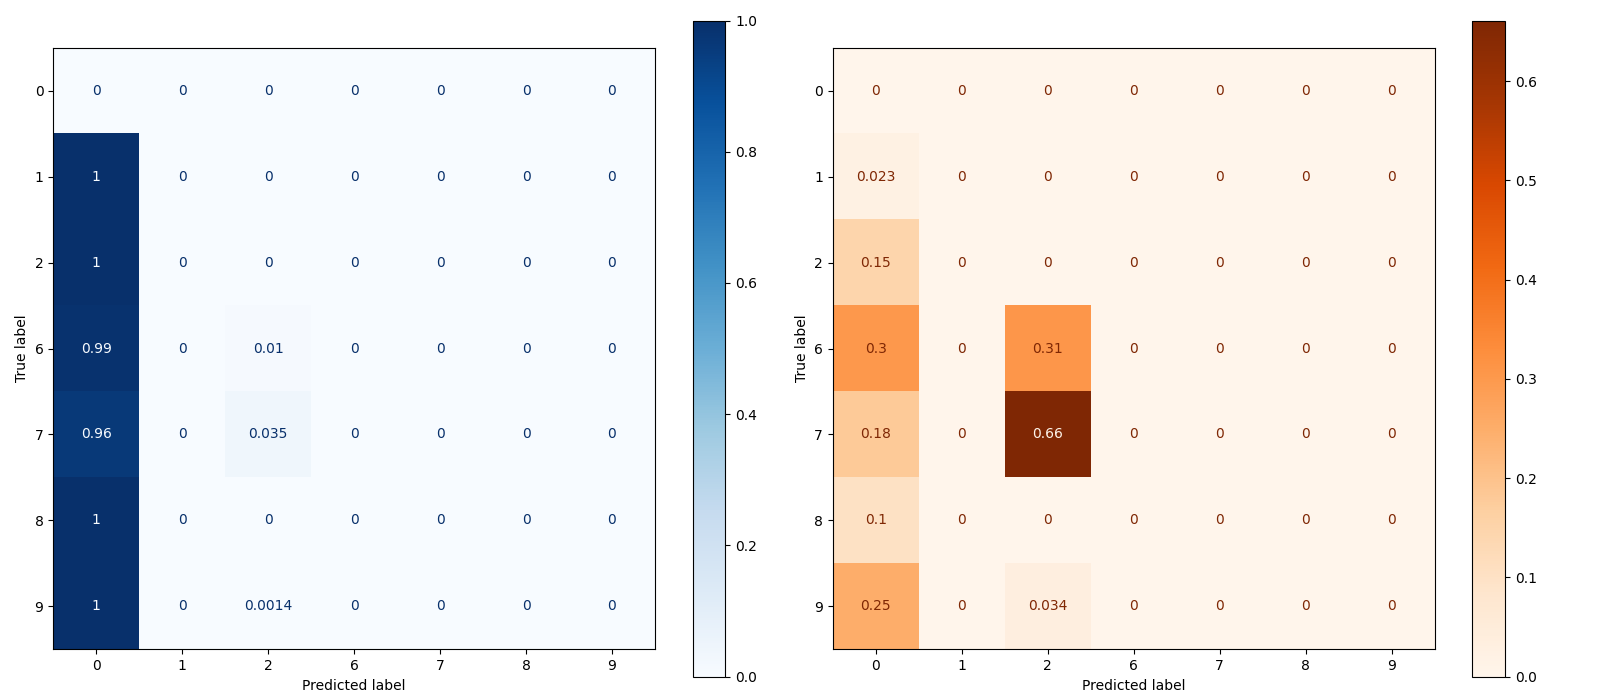 1.0
0 0 0 0 0 0 0 0
1 1 0 0 0 0 0 0
2 1 0 0 0 0 0 0
6 0.99 0 0.01 0 0 0 0
7 0.96 0 0.035 0 0 0 0
8 1 0 0 0 0 0 0
9 1 0 0.0014 0 0 0 0
0 1 2 6 7 8 9
True label
Predicted label
0.8
0.6
0.4
0.2
0.0
0 0 0 0 0 0 0 0
1 0.023 0 0 0 0 0 0
2 0.15 0 0 0 0 0 0
6 0.3 0 0.31 0 0 0 0
7 0.18 0 0.66 0 0 0 0
8 0.1 0 0 0 0 0 0
9 0.25 0 0.034 0 0 0 0
0 1 2 6 7 8 9
True label
Predicted label
0.6
0.5
0.4
0.3
0.2
0.1
0.0